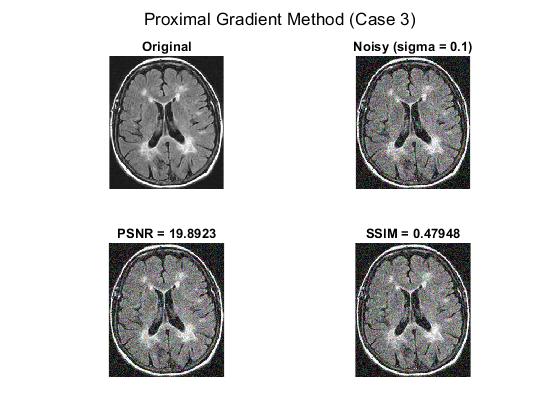 Proximal Gradient Method (Case 3)
Original
Noisy (sigma = 0.1)
PSNR = 19.8923
SSIM = 0.47948